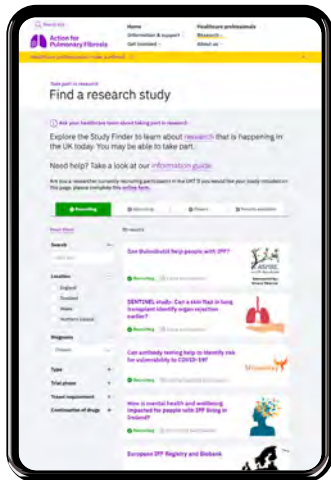 Action for
Pulmonary Fibrosis
Home
Information & support
Get involved
Healthcare professionals
Research
About us
Take part in research
Find a research study
Ask your healthcare team about taking part in research
Explore the Study Finder to learn about research that is happening in
the UK today. You may be able to take part.
Need help? Take a look at our information guide.
Are you a researcher currently recruiting participants in the UK? If you would like your study included on
this page, please complete this online form.
Recruiting
Results available
results
Search
Location
England
Scotland
Wales
Northern Ireland
Diagnosis
Type
Trial phase
Travel requirement
Continuation of drugs
Can Buloxibutid help people with IPF?
Recruiting
SENTINEL study: Can a skin flap in lung
transplant identify organ rejection
earlier?
Recruiting
Can antibody testing help to identify risk
for vulnerability to COVID-19?
Recruiting
How is mental health and wellbeing
impacted for people with IPF living in
Ireland?
Recruiting
European IPF Registry and Biobank